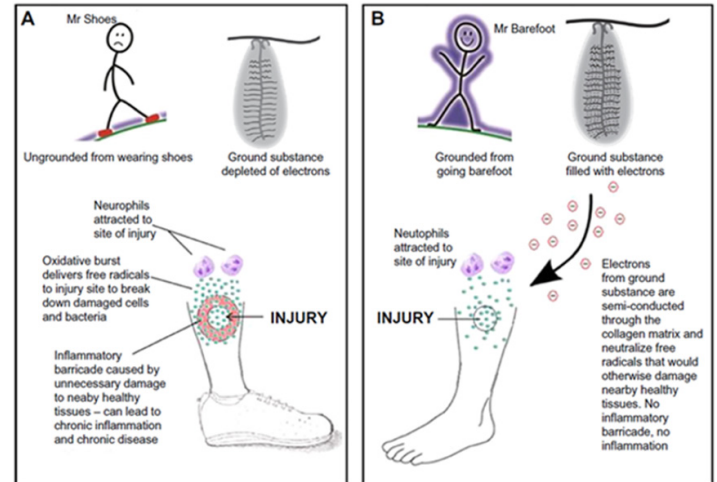 A
Mr Shoes
Ungrounded from wearing shoes
Ground substance
depleted of electrons
Neurophils
attracted to
site of injury
Oxidative burst
delivers free radicals
to injury site to break
down damaged cells
and bacteria
INJURY
Inflammatory
barricade caused by
unnecessary damage
to neaby healthy
tissues – can lead to
chronic inflammation
and chronic disease
B
Mr Barefoot
Grounded from
going barefoot
Ground substance
filled with electrons
Neutophils
attracted to
site of injury
INJURY
Electrons
from ground
substance are
semi-conducted
through the
collagen matrix and
neutralize free
radicals that would
otherwise damage
nearby healthy
tissues. No
inflammatory
barricade, no
inflammation